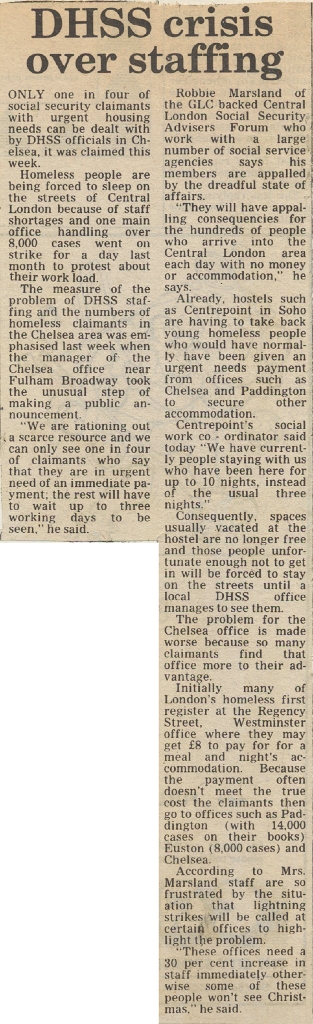 DHSS crisis
over staffing
ONLY one in four of
social security claimants
with urgent housing
needs can be dealt with
by DHSS officials in Ch-
elsea, it was claimed this
week.
Homeless people are
being forced to sleep on
the streets of Central
London because of staff
shortages and one main
office handling over
8,000 cases went on
strike for a day last
month to protest about
their work load.
The measure of the
problem of DHSS staf-
fing and the numbers of
homeless claimants in
the Chelsea area was em-
phasised last week when
the manager of the
Chelsea office near
Fulham Broadway took
the unusual step of
making a public an-
nouncement.
"We are rationing out
a scarce resource and we
can only see one in four
of claimants who say
that they are in urgent
need of an immediate pa-
yment; the rest will have
to wait up to three
working days to be
seen," he said.
Robbie Marsland of
the GLC backed Central
London Social Security
Advisers Forum who
work with a large
number of social service
agencies says his
members are appalled
by the dreadful state of
affairs.
"They will have appal-
ling consequences for
the hundreds of people
who arrive into the
Central London area
each day with no money
or accommodation," he
says.
Already, hostels such
as Centrepoint in Soho
are having to take back
young homeless people
who would have normal-
ly have been given an
urgent needs payment
from offices such as
Chelsea and Paddington
to secure other
accommodation.
Centrepoint's social
work co-ordinator said
today "We have current-
ly people staying with us
who have been here for
up to 10 nights, instead
of the usual three
nights."
Consequently, spaces
usually vacated at the
hostel are no longer free
and those people unfor-
tunate enough not to get
in will be forced to stay
on the streets until a
local DHSS office
manages to see them.
The problem for the
Chelsea office is made
worse because so many
claimants find that
office more to their ad-
vantage.
Initially many of
London's homeless first
register at the Regency
Street, Westminster
office where they may
get £8 to pay for for a
meal and night's ac-
commodation. Because
the payment often
doesn't meet the true
cost the claimants then
go to offices such as Pad-
dington (with 14,000
cases on their books)
Euston (8,000 cases) and
Chelsea.
According to Mrs.
Marsland staff are so
frustrated by the situ-
ation that lightning
strikes will be called at
certain offices to high-
light the problem.
"These offices need a
30 per cent increase in
staff immediately other-
wise some of these
people won't see Christ-
mas," he said.